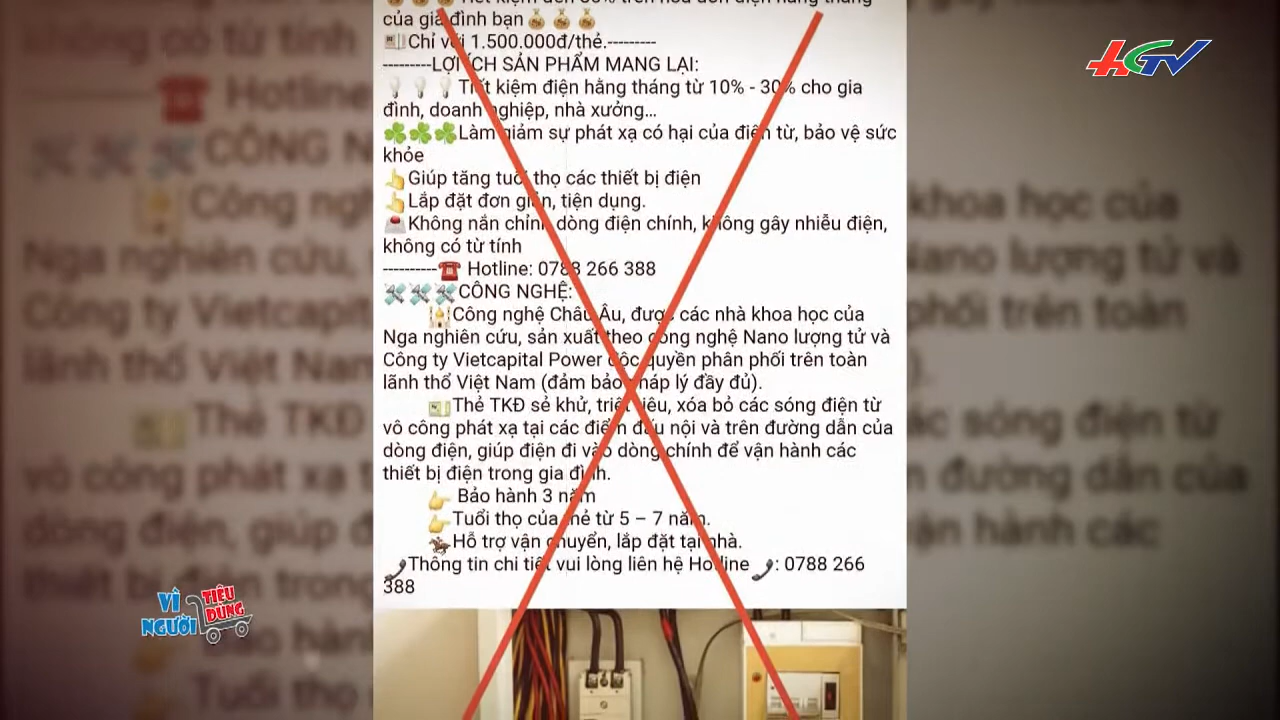 của gia đình bạn
Chỉ với 1.500.000đ/thẻ.---------
---------LỢI ÍCH SẢN PHẨM MANG LẠI:
Tiết kiệm điện hằng tháng từ 10% - 30% cho gia
đình, doanh nghiệp, nhà xưởng...
Làm giảm sự phát xạ có hại của điện từ, bảo vệ sức
khỏe
Giúp tăng tuổi thọ các thiết bị điện
Lắp đặt đơn giản, tiện dụng.
Không nắn chỉnh dòng điện chính, không gây nhiễu điện,
không có từ tính
---------- Hotline: 0788 266 388
CÔNG NGHỆ:
Công nghệ Châu Âu, được các nhà khoa học của
Nga nghiên cứu, sản xuất theo công nghệ Nano lượng tử và
Công ty Vietcapital Power độc quyền phân phối trên toàn
lãnh thổ Việt Nam (đảm bảo pháp lý đầy đủ).
Thẻ TKĐ sẻ khử, triệt tiêu, xóa bỏ các sóng điện từ
vô công phát xạ tại các điểm đấu nội và trên đường dẫn của
dòng điện, giúp điện đi vào dòng chính để vận hành các
thiết bị điện trong gia đình.
Bảo hành 3 năm
Tuổi thọ của thẻ từ 5 – 7 năm.
Hỗ trợ vận chuyển, lắp đặt tại nhà.
Thông tin chi tiết vui lòng liên hệ Hotline : 0788 266
388
HGTV
VÌ NGƯỜI
TIÊU DÙNG